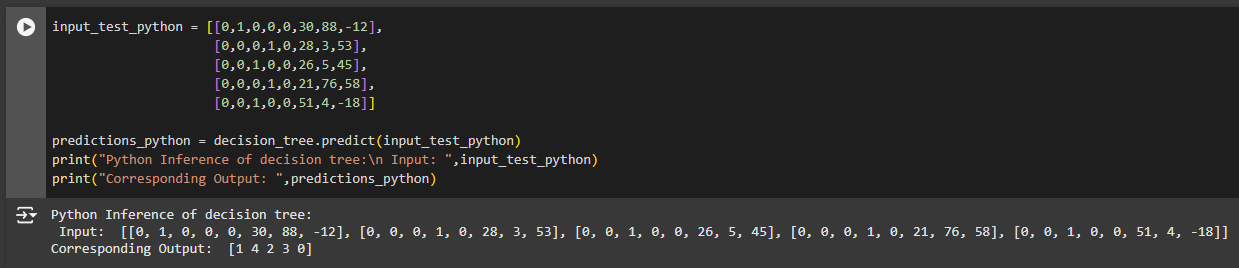 input_test_python = [[0,1,0,0,0,30,88,-12],
[0,0,0,1,0,28,3,53],
[0,0,1,0,0,26,5,45],
[0,0,0,1,0,21,76,58],
[0,0,1,0,0,51,4,-18]]
predictions_python = decision_tree.predict(input_test_python)
print("Python Inference of decision tree:\n Input: ",input_test_python)
print("Corresponding Output: ",predictions_python)
Python Inference of decision tree:
Input:  [[0, 1, 0, 0, 0, 30, 88, -12], [0, 0, 0, 1, 0, 28, 3, 53], [0, 0, 1, 0, 0, 26, 5, 45], [0, 0, 0, 1, 0, 21, 76, 58], [0, 0, 1, 0, 0, 51, 4, -18]]
Corresponding Output:  [1 4 2 3 0]